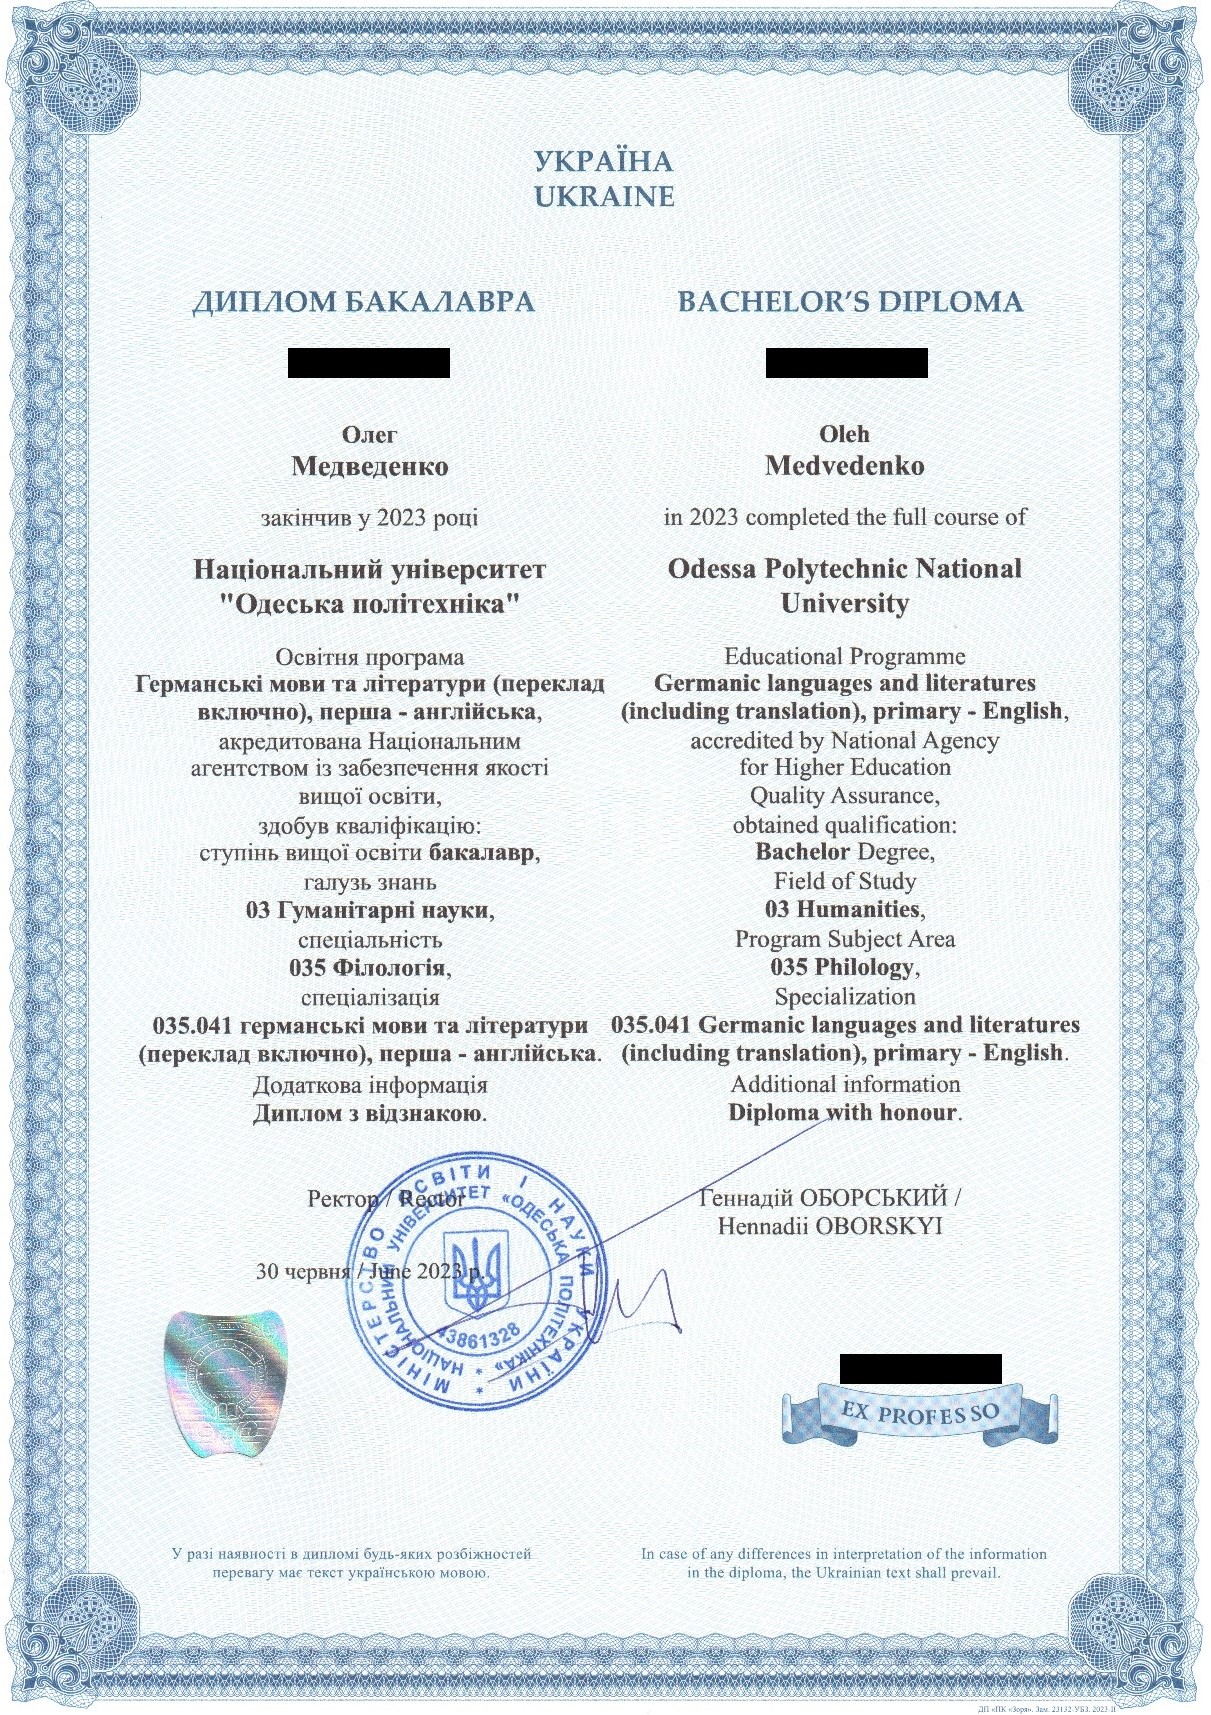 УКРАЇНА
UKRAINE
ДИПЛОМ БАКАЛАВРА
Олег
Медведенко
закінчив у 2023 році
Національний університет
"Одеська політехніка"
Освітня програма
Германські мови та літератури (переклад
включно), перша - англійська,
акредитована Національним
агентством із забезпечення якості
вищої освіти,
здобув кваліфікацію:
ступінь вищої освіти бакалавр,
галузь знань
03 Гуманітарні науки,
спеціальність
035 Філологія,
спеціалізація
035.041 германські мови та літератури
(переклад включно), перша - англійська.
Додаткова інформація
Диплом з відзнакою.
BACHELOR'S DIPLOMA
Oleh
Medvedenko
in 2023 completed the full course of
Odessa Polytechnic National
University
Educational Programme
Germanic languages and literatures
(including translation), primary - English,
accredited by National Agency
for Higher Education
Quality Assurance,
obtained qualification:
Bachelor Degree,
Field of Study
03 Humanities,
Program Subject Area
035 Philology,
Specialization
035.041 Germanic languages and literatures
(including translation), primary - English.
Additional information
Diploma with honour.
Ректор / Rector
Геннадій ОБОРСЬКИЙ /
Hennadii OBORSKYI
30 червня / June 2023 р.
МІНІСТЕРСТВО ОСВІТИ І НАУКИ УКРАЇНИ *
НАЦІОНАЛЬНИЙ УНІВЕРСИТЕТ «ОДЕСЬКА ПОЛІТЕХНІКА» *
43861328
EX PROFESSO
У разі наявності в дипломі будь-яких розбіжностей
перевагу має текст українською мовою.
In case of any differences in interpretation of the information
in the diploma, the Ukrainian text shall prevail.
ДП «ПК «Зоря». Зам. 23132-УБЗ. 2023-ІІ